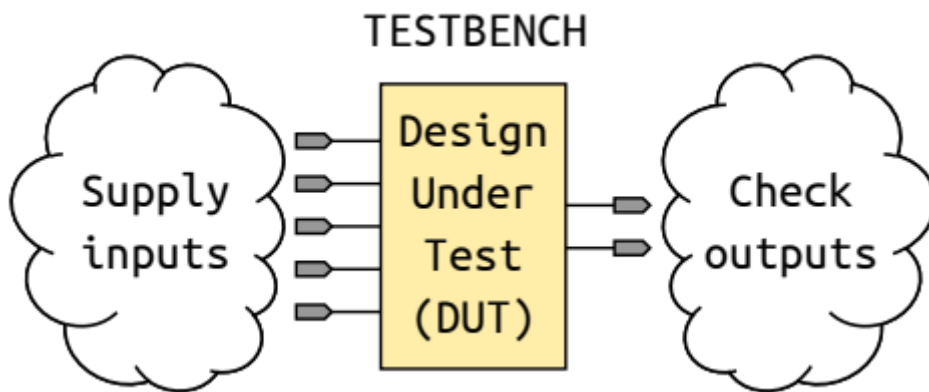 TESTBENCH
Supply
inputs
Design
Under
Test
(DUT)
Check
outputs